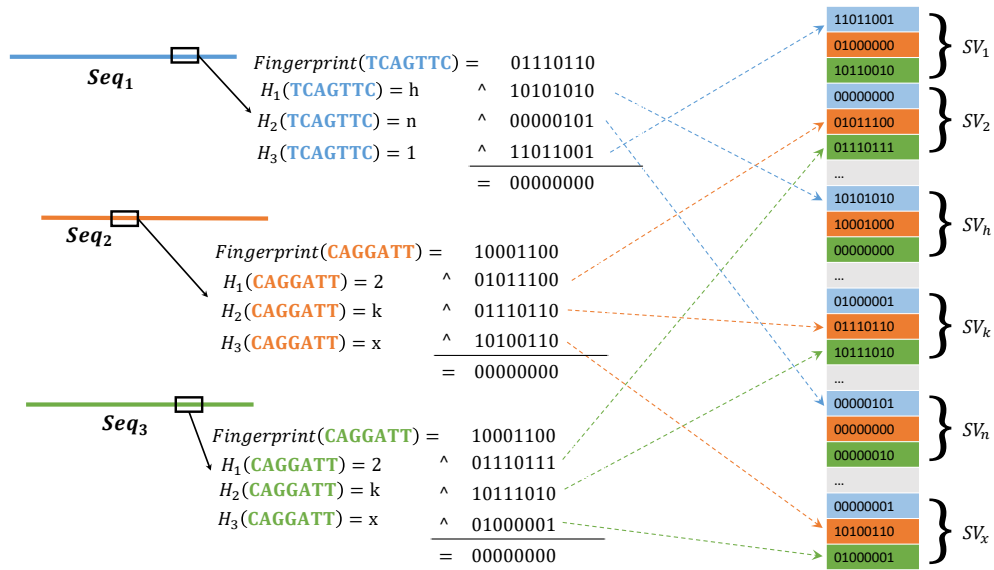 Seq1
Fingerprint(TCAGTTC) = 01110110
H1(TCAGTTC) = h ^ 10101010
H2(TCAGTTC) = n ^ 00000101
H3(TCAGTTC) = 1 ^ 11011001
= 00000000
Seq2
Fingerprint(CAGGATT) = 10001100
H1(CAGGATT) = 2 ^ 01011100
H2(CAGGATT) = k ^ 01110110
H3(CAGGATT) = x ^ 10100110
= 00000000
Seq3
Fingerprint(CAGGATT) = 10001100
H1(CAGGATT) = 2 ^ 01110111
H2(CAGGATT) = k ^ 10111010
H3(CAGGATT) = x ^ 01000001
= 00000000
11011001
01000000 } SV1
10110010
00000000
01011100 } SV2
01110111
...
10101010
10001000 } SVh
00000000
...
01000001
01110110 } SVk
10111010
...
00000101
00000000 } SVn
00000010
...
00000001
10100110 } SVx
01000001